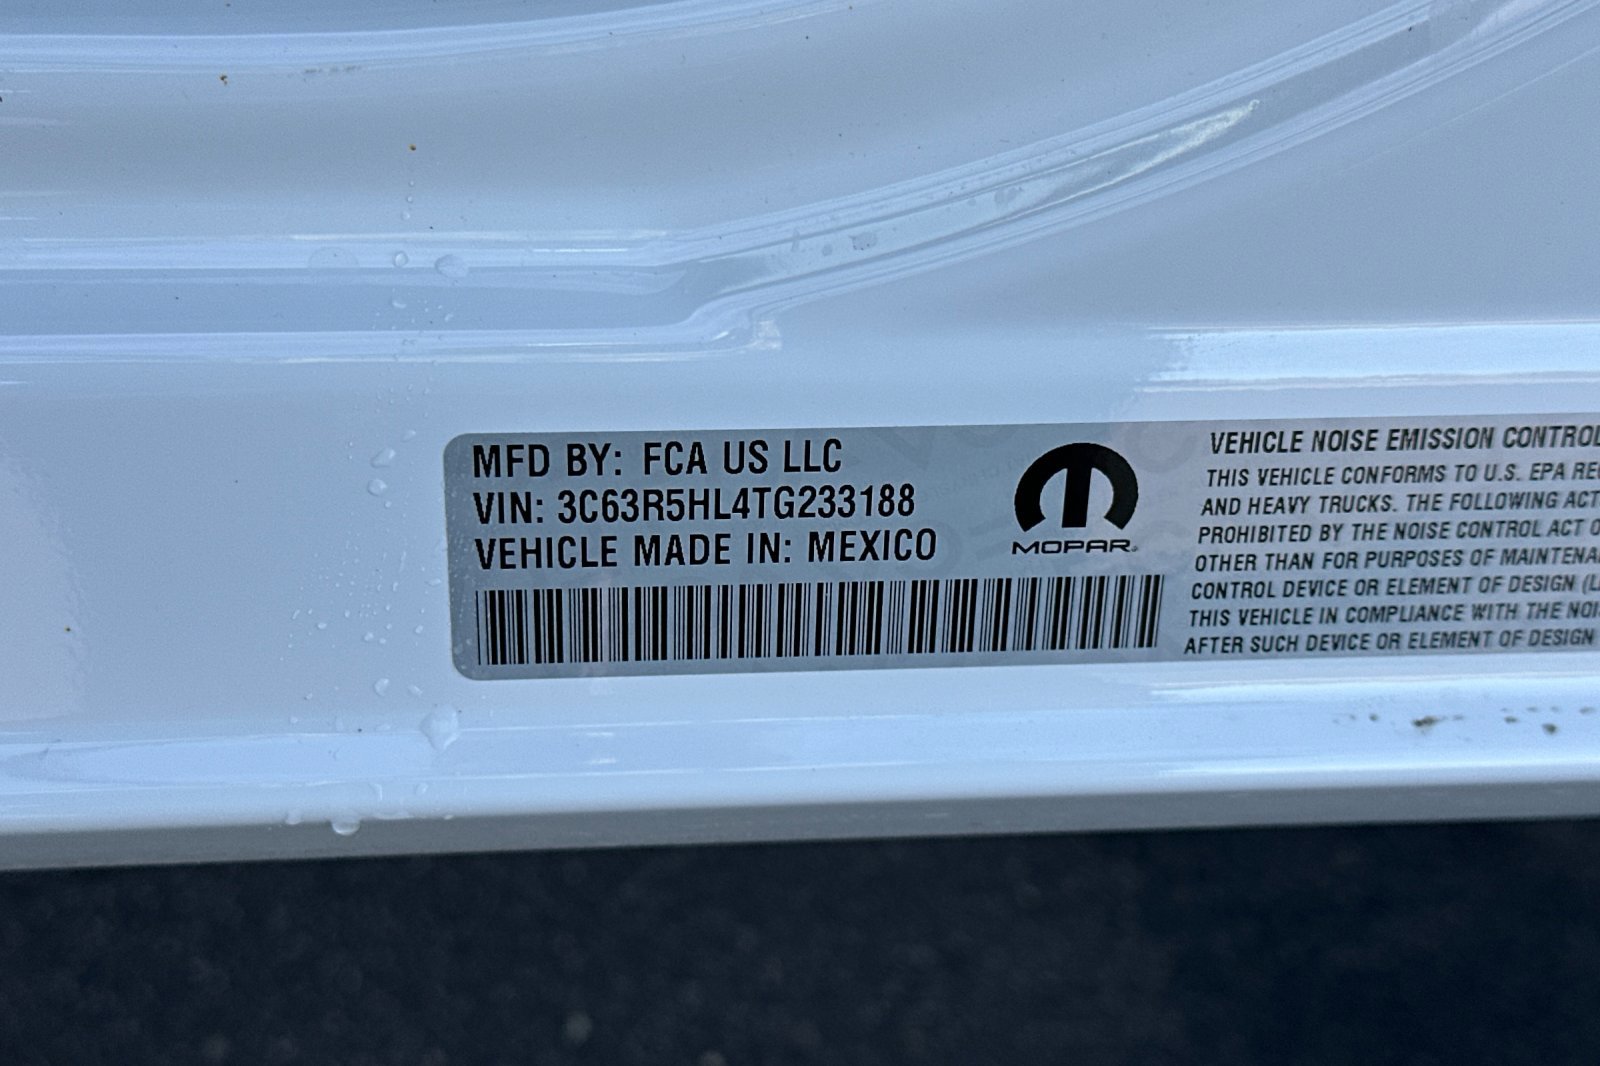 MFD BY: FCA US LLC
VIN: 3C63R5HL4TG233188
VEHICLE MADE IN: MEXICO
MOPAR
VEHICLE NOISE EMISSION CONTROL
THIS VEHICLE CONFORMS TO U.S. EPA
AND HEAVY TRUCKS. THE FOLLOWING
PROHIBITED BY THE NOISE CONTROL ACT
OTHER THAN FOR PURPOSES OF
CONTROL DEVICE OR ELEMENT OF DESIGN
THIS VEHICLE IN COMPLIANCE WITH THE
AFTER SUCH DEVICE OR ELEMENT OF DESIGN